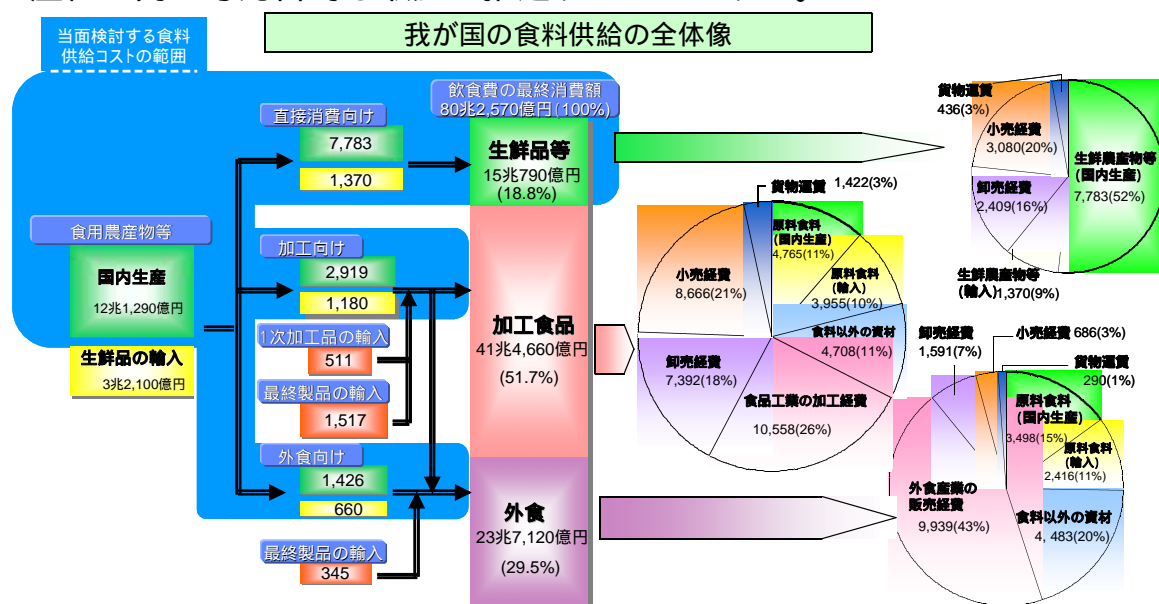 当面検討する食料
供給コストの範囲
我が国の食料供給の全体像
飲食費の最終消費額
80兆2,570億円(100%)
直接消費向け
7,783
1,370
生鮮品等
15兆790億円
(18.8%)
食用農産物等
国内生産
12兆1,290億円
生鮮品の輸入
3兆2,100億円
加工向け
2,919
1,180
1次加工品の輸入
511
最終製品の輸入
1,517
加工食品
41兆4,660億円
(51.7%)
外食向け
1,426
660
最終製品の輸入
345
外食
23兆7,120億円
(29.5%)
貨物運賃
436(3%)
小売経費
3,080(20%)
卸売経費
2,409(16%)
生鮮農産物等
(国内生産)
7,783(52%)
生鮮農産物等
(輸入)1,370(9%)
貨物運賃 1,422(3%)
原料食料
(国内生産)
4,765(11%)
原料食料
(輸入)
3,955(10%)
食料以外の資材
4,708(11%)
小売経費
8,666(21%)
卸売経費
7,392(18%)
食品工業の加工経費
10,558(26%)
卸売経費
1,591(7%)
小売経費 686(3%)
貨物運賃
290(1%)
原料食料
(国内生産)
3,498(15%)
原料食料
(輸入)
2,416(11%)
外食産業の
販売経費
9,939(43%)
食料以外の資材
4, 483(20%)